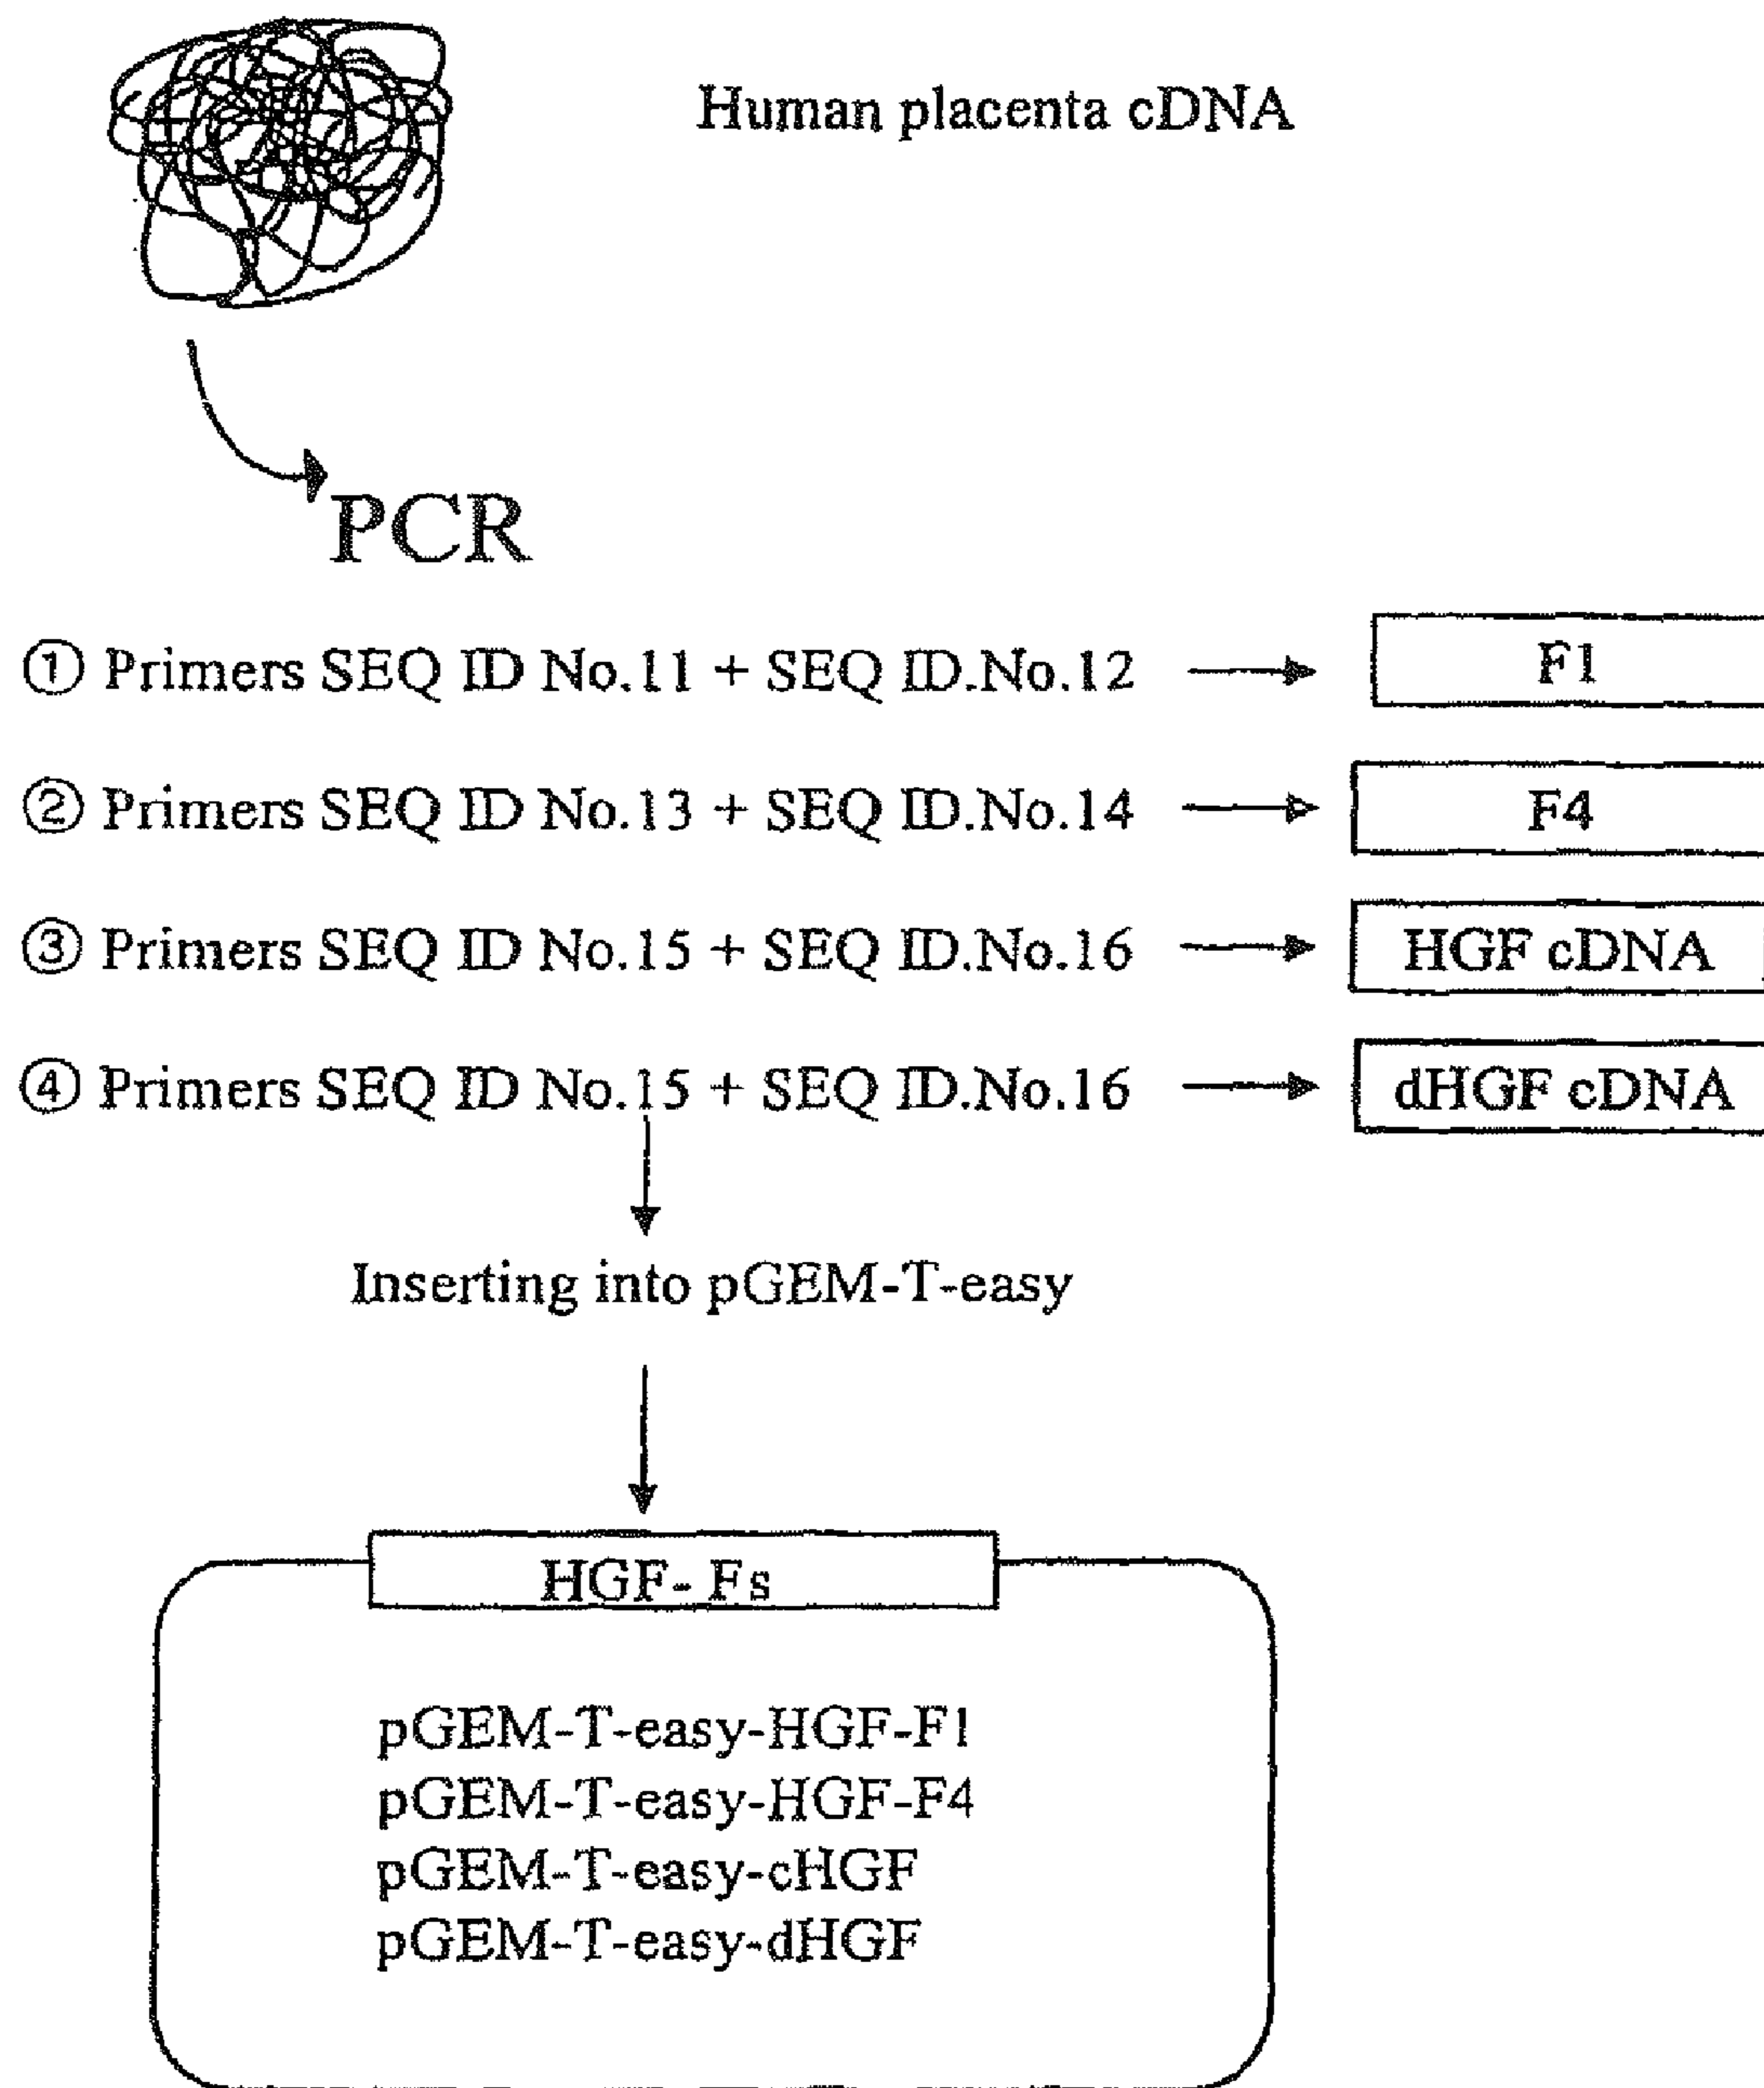 Human placenta cDNA
PCR
① Primers SEQ ID No.11 + SEQ ID.No.12 F1
② Primers SEQ ID No.13 + SEQ ID.No.14 F4
③ Primers SEQ ID No.15 + SEQ ID.No.16 HGF cDNA
④ Primers SEQ ID No.15 + SEQ ID.No.16 dHGF cDNA
Inserting into pGEM-T-easy
HGF- Fs
pGEM-T-easy-HGF-F1
pGEM-T-easy-HGF-F4
pGEM-T-easy-cHGF
pGEM-T-easy-dHGF